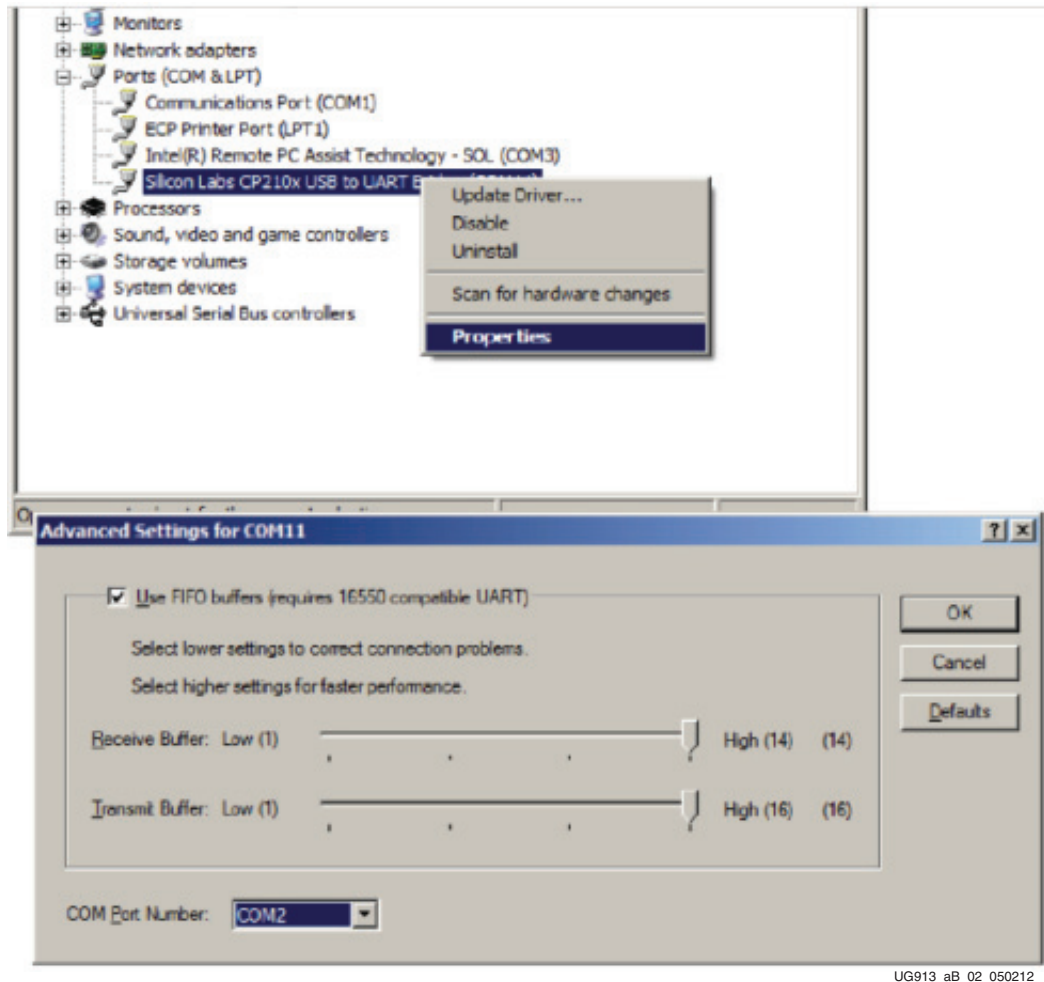 Monitors
Network adapters
Ports (COM & LPT)
Communications Port (COM1)
ECP Printer Port (LPT1)
Intel(R) Remote PC Assist Technology - SOL (COM3)
Silicon Labs CP210x USB to UART
Processors
Sound, video and game controllers
Storage volumes
System devices
Universal Serial Bus controllers
Update Driver...
Disable
Uninstall
Scan for hardware changes
Properties
Advanced Settings for COM11
Use FIFO buffers (requires 16550 compatible UART)
Select lower settings to correct connection problems.
Select higher settings for faster performance.
Receive Buffer: Low (1) High (14) (14)
Transmit Buffer: Low (1) High (16) (16)
COM Port Number: COM2
OK
Cancel
Defaults
UG913_aB_02_050212